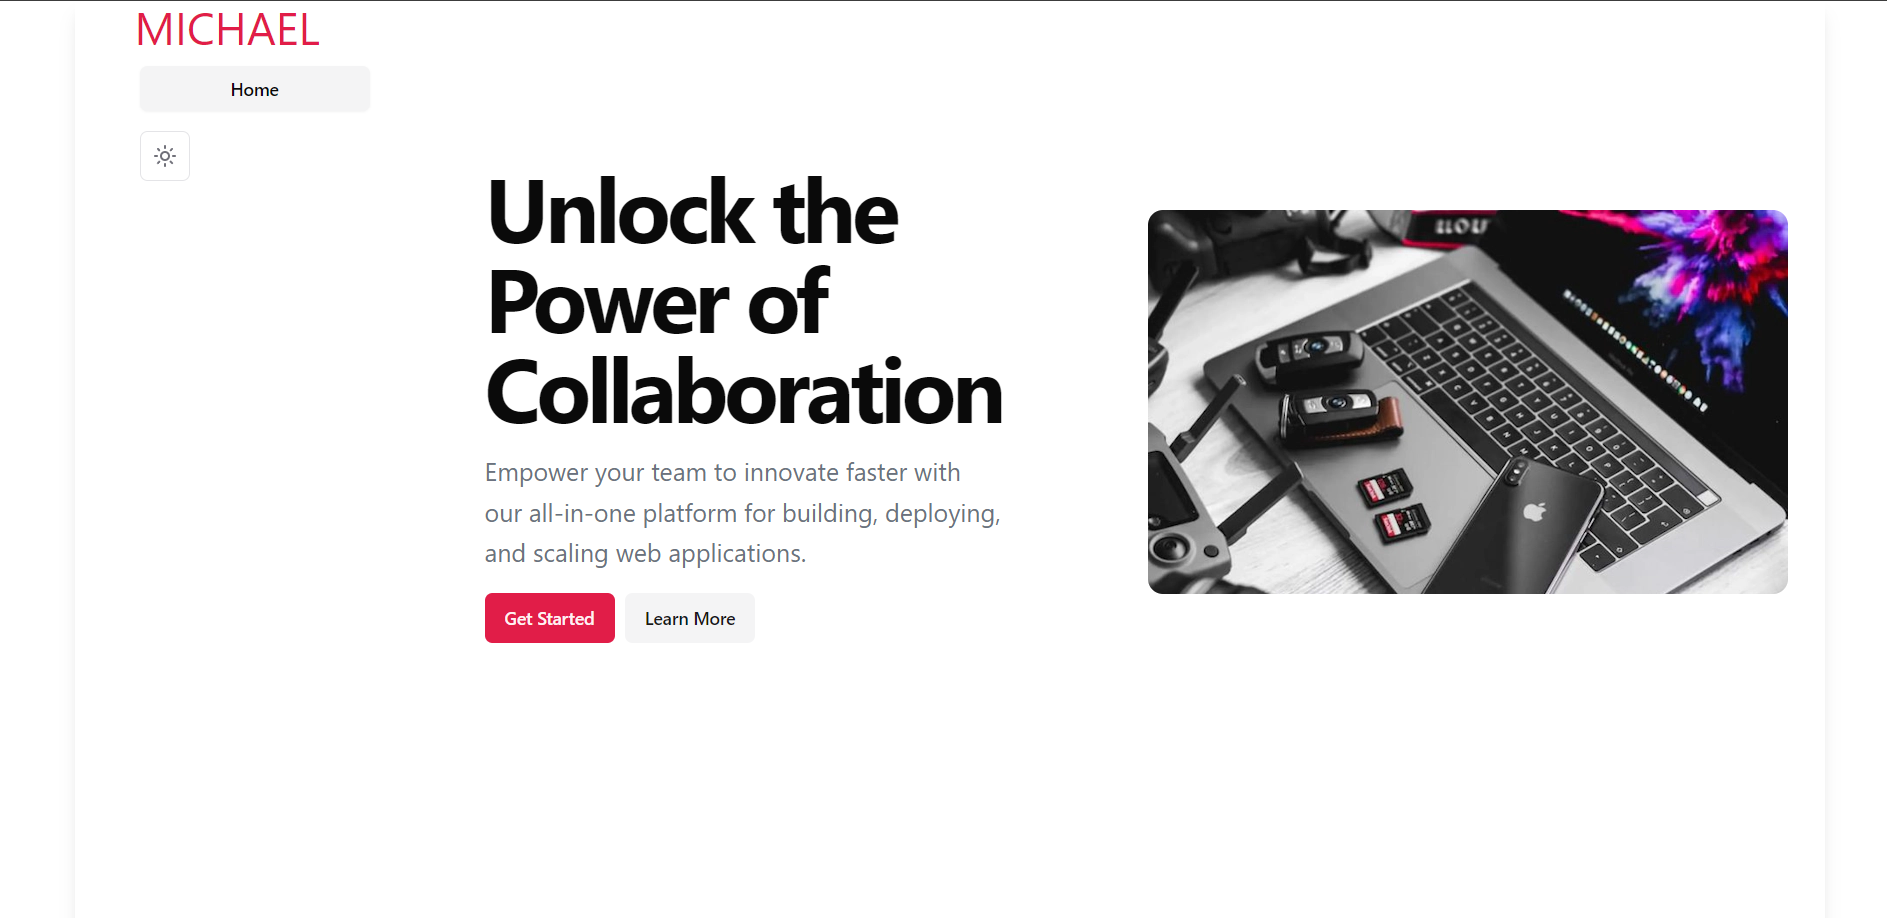 MICHAEL
Home
Unlock the
Power of
Collaboration
Empower your team to innovate faster with
our all-in-one platform for building, deploying,
and scaling web applications.
Get Started
Learn More